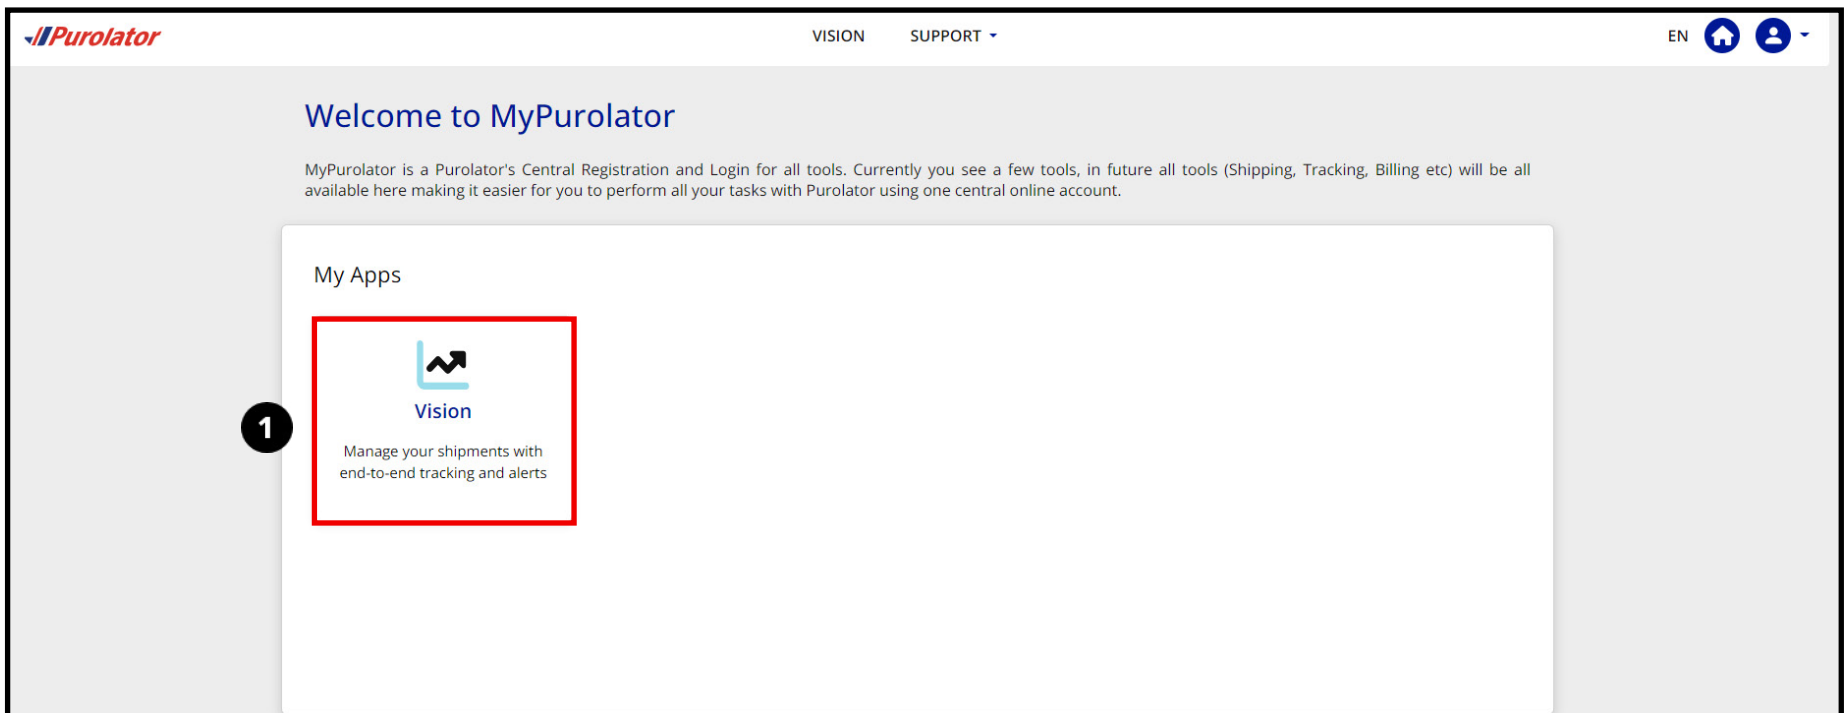 Purolator
VISION
SUPPORT
EN
Welcome to MyPurolator
MyPurolator is a Purolator's Central Registration and Login for all tools. Currently you see a few tools, in future all tools (Shipping, Tracking, Billing etc) will be all
available here making it easier for you to perform all your tasks with Purolator using one central online account.
My Apps
1
Vision
Manage your shipments with
end-to-end tracking and alerts